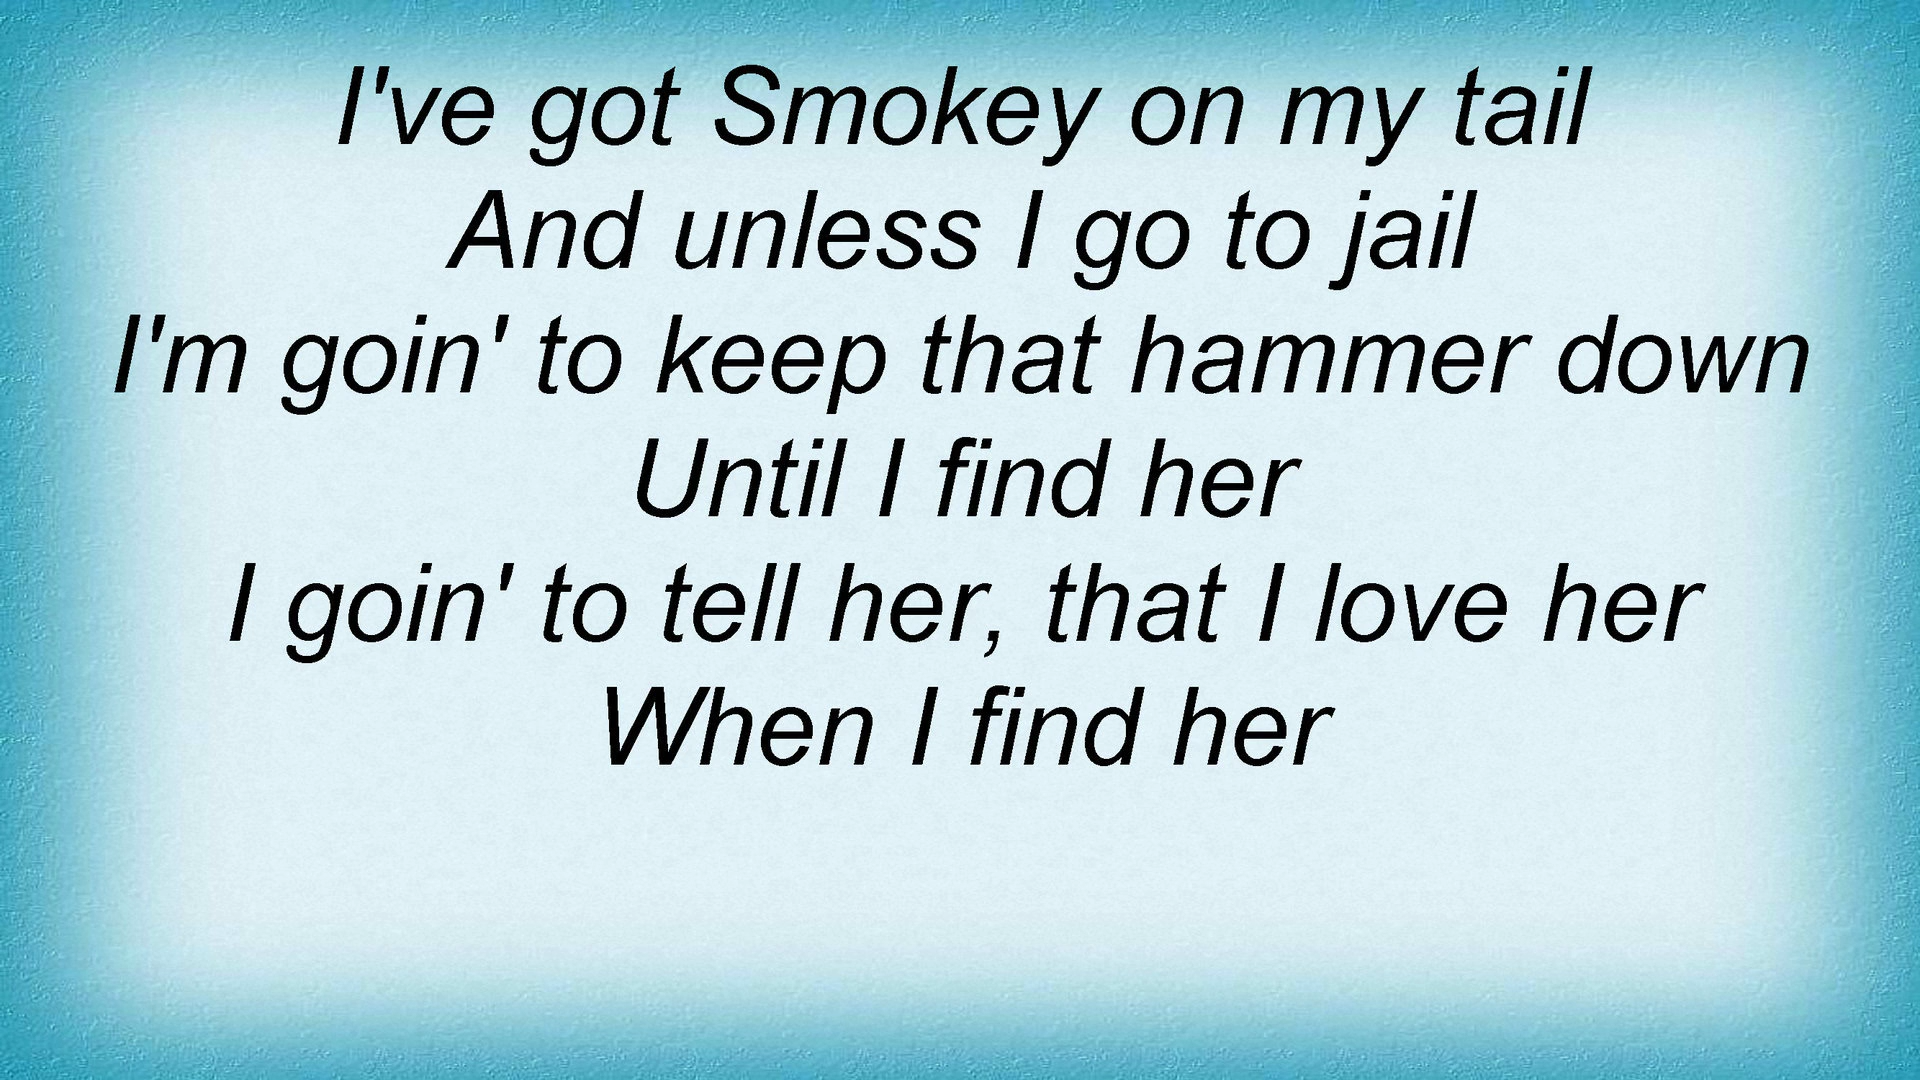 I've got Smokey on my tail
And unless I go to jail
I'm goin' to keep that hammer down
Until I find her
I goin' to tell her, that I love her
When I find her